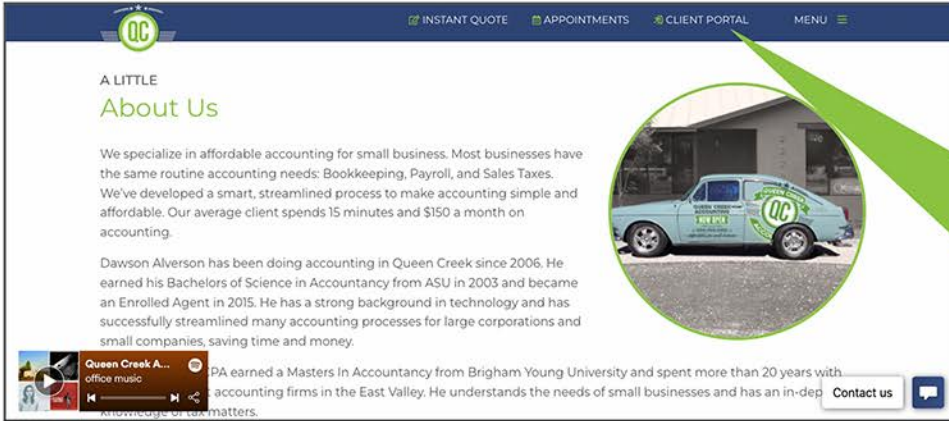 QC
INSTANT QUOTE
APPOINTMENTS
CLIENT PORTAL
MENU
A LITTLE
About Us
We specialize in affordable accounting for small business. Most businesses have
the same routine accounting needs: Bookkeeping, Payroll, and Sales Taxes.
We've developed a smart, streamlined process to make accounting simple and
affordable. Our average client spends 15 minutes and $150 a month on
accounting.
QUEEN CREEK
ACCOUNTING
NOW OPEN
QUEEN CREEK
QC
Dawson Alverson has been doing accounting in Queen Creek since 2006. He
earned his Bachelors of Science in Accountancy from ASU in 2003 and became
an Enrolled Agent in 2015. He has a strong background in technology and has
successfully streamlined many accounting processes for large corporations and
small companies, saving time and money.
Queen Creek A...
office music
PA earned a Masters In Accountancy from Brigham Young University and spent more than 20 years with
accounting firms in the East Valley. He understands the needs of small businesses and has an in-dep
knowledge of tax matters.
Contact us